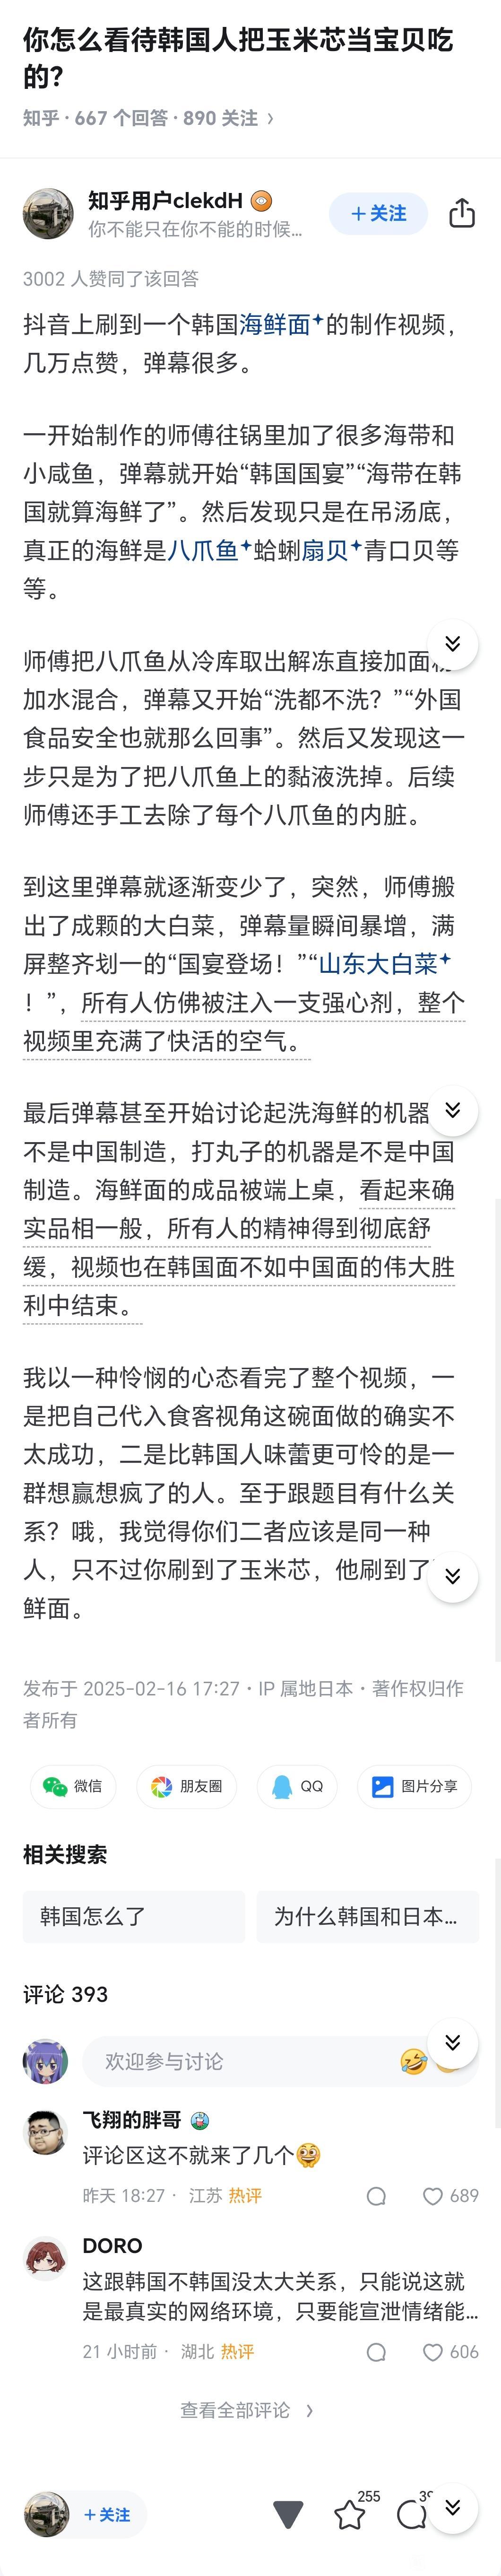 你怎么看待韩国人把玉米芯当宝贝吃
的?
知乎 · 667 个回答 · 890 关注 ›
知乎用户clekdH
你不能只在你不能的时候...
+关注
3002 人赞同了该回答
抖音上刷到一个韩国海鲜面的制作视频，
几万点赞，弹幕很多。
一开始制作的师傅往锅里加了很多海带和
小咸鱼，弹幕就开始“韩国国宴”“海带在韩
国就算海鲜了”。然后发现只是在吊汤底，
真正的海鲜是八爪鱼蛤蜊扇贝青口贝等
等。
师傅把八爪鱼从冷库取出解冻直接加面
加水混合，弹幕又开始“洗都不洗？”“外国
食品安全也就那么回事”。然后又发现这一
步只是为了把八爪鱼上的黏液洗掉。后续
师傅还手工去除了每个八爪鱼的内脏。
到这里弹幕就逐渐变少了，突然，师傅搬
出了成颗的大白菜，弹幕量瞬间暴增，满
屏整齐划一的“国宴登场！”“山东大白菜
！”，所有人仿佛被注入一支强心剂，整个
视频里充满了快活的空气。
最后弹幕甚至开始讨论起洗海鲜的机器
不是中国制造，打丸子的机器是不是中国
制造。海鲜面的成品被端上桌，看起来确
实品相一般，所有人的精神得到彻底舒
缓，视频也在韩国面不如中国面的伟大胜
利中结束。
我以一种怜悯的心态看完了整个视频，一
是把自己代入食客视角这碗面做的确实不
太成功，二是比韩国人味蕾更可怜的是一
群想赢想疯了的人。至于跟题目有什么关
系？哦，我觉得你们二者应该是同一种
人，只不过你刷到了玉米芯，他刷到了
鲜面。
发布于 2025-02-16 17:27 · IP 属地日本 · 著作权归作
者所有
微信
朋友圈
QQ
图片分享
相关搜索
韩国怎么了
为什么韩国和日本...
评论 393
欢迎参与讨论
飞翔的胖哥
评论区这不就来了几个
昨天 18:27 · 江苏 热评
689
DORO
这跟韩国不韩国没太大关系，只能说这就
是最真实的网络环境，只要能宣泄情绪能...
21 小时前 · 湖北 热评
606
查看全部评论 ›
+关注
255